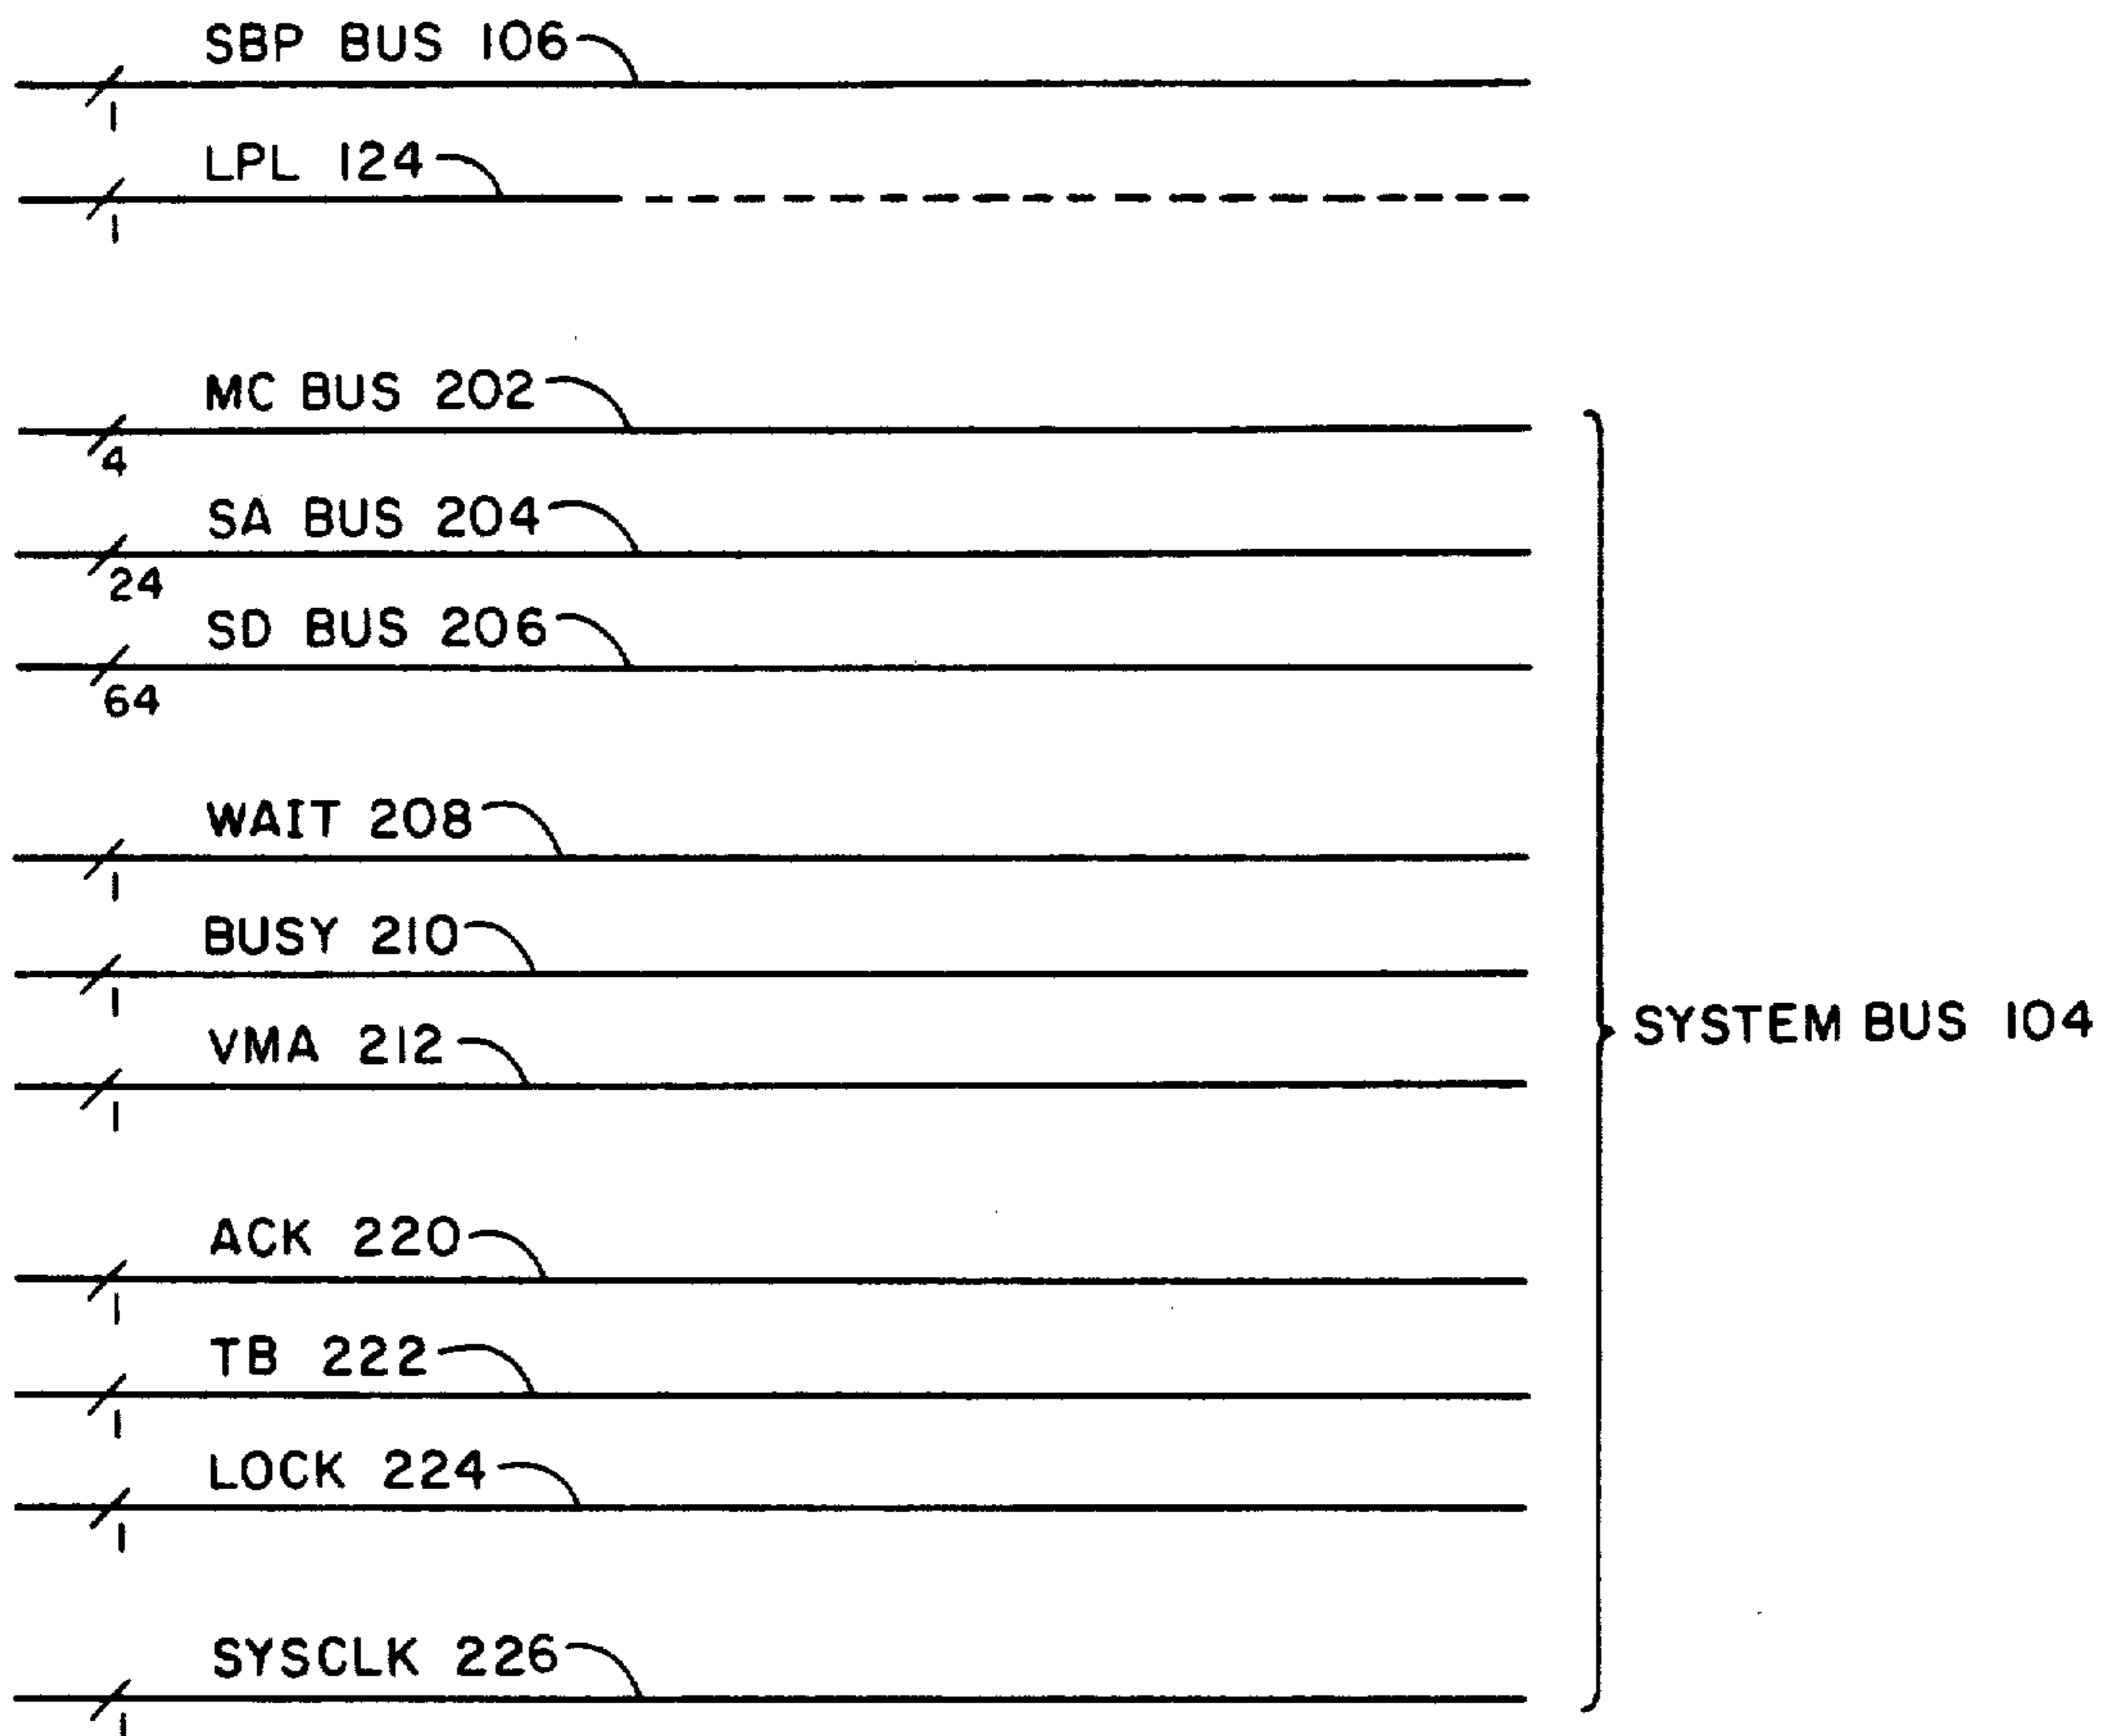 SBP BUS 106
1
LPL 124
1
MC BUS 202
4
SA BUS 204
24
SD BUS 206
64
WAIT 208
1
BUSY 210
1
VMA 212
1
SYSTEM BUS 104
ACK 220
1
TB 222
1
LOCK 224
1
SYSCLK 226
1